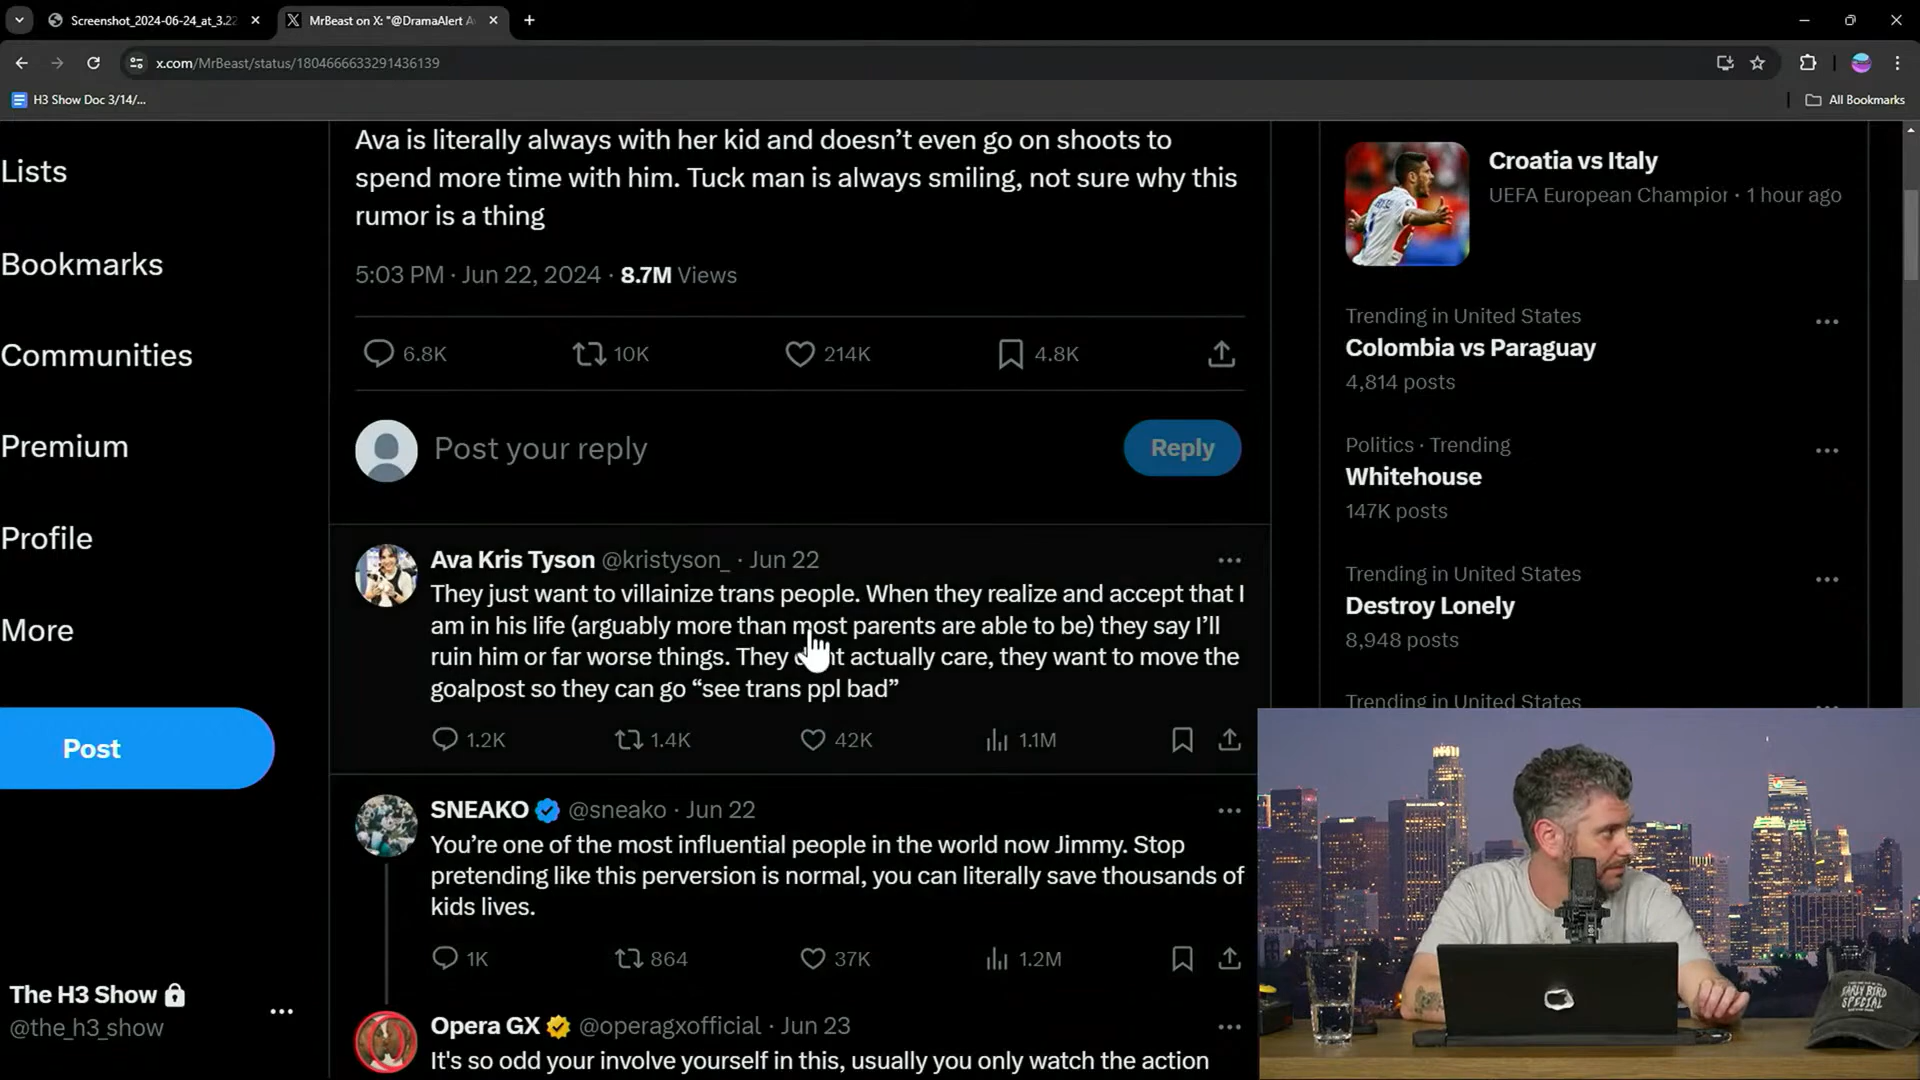 Screenshot_2024-06-24_at_3.22
MrBeast on X: "@DramaAlert A
x.com/MrBeast/status/1804666633291436139
H3 Show Doc 3/14/...
All Bookmarks
Lists
Bookmarks
Communities
Premium
Profile
More
Post
The H3 Show
@the_h3_show
Ava is literally always with her kid and doesn’t even go on shoots to
spend more time with him. Tuck man is always smiling, not sure why this
rumor is a thing
5:03 PM · Jun 22, 2024 · 8.7M Views
6.8K 10K 214K 4.8K
Post your reply
Reply
Ava Kris Tyson @kristyson_ · Jun 22
They just want to villainize trans people. When they realize and accept that I
am in his life (arguably more than most parents are able to be) they say I’ll
ruin him or far worse things. They actually care, they want to move the
goalpost so they can go “see trans ppl bad”
1.2K 1.4K 42K 1.1M
SNEAKO @sneako · Jun 22
You’re one of the most influential people in the world now Jimmy. Stop
pretending like this perversion is normal, you can literally save thousands of
kids lives.
1K 864 37K 1.2M
Opera GX @operagxofficial · Jun 23
It's so odd your involve yourself in this, usually you only watch the action
Croatia vs Italy
UEFA European Champior · 1 hour ago
Trending in United States
Colombia vs Paraguay
4,814 posts
Politics · Trending
Whitehouse
147K posts
Trending in United States
Destroy Lonely
8,948 posts
Trending in United States
EARLY BIRD
SPECIAL